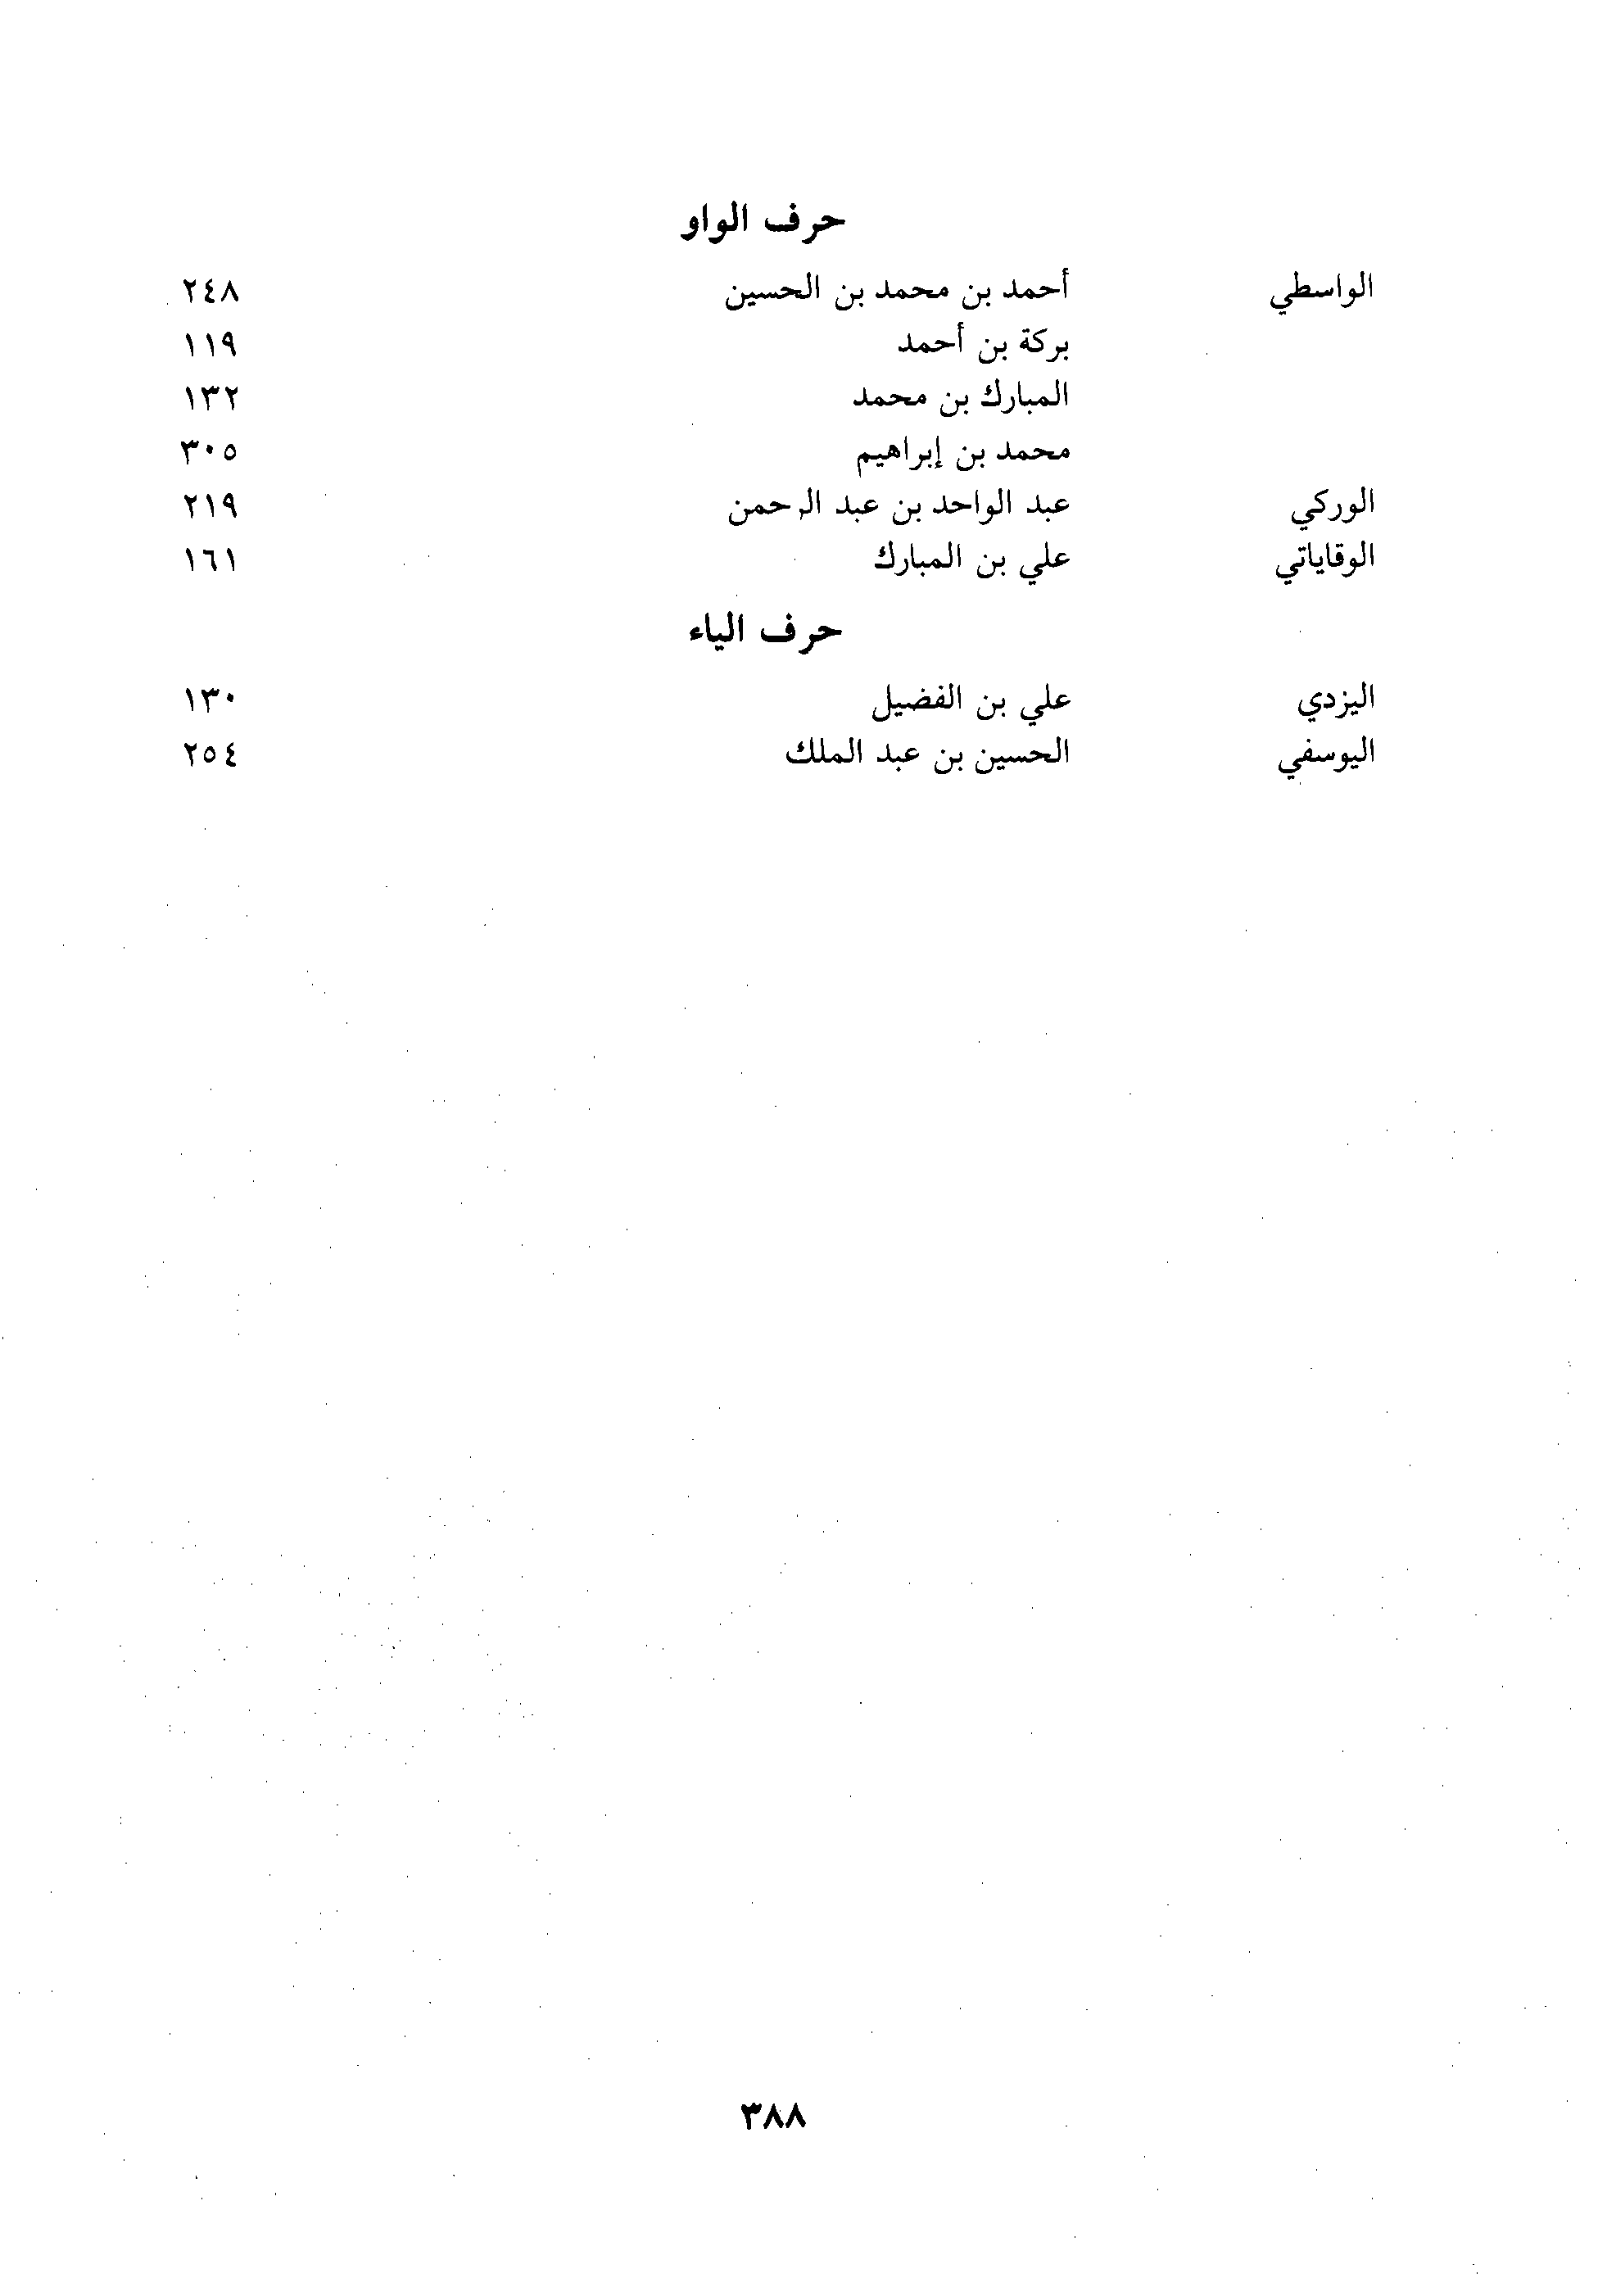 حرف الواو
الواسطي أحمد بن محمد بن الحسين ٢٤٨
بركة بن أحمد ١١٩
المبارك بن محمد ١٣٢
محمد بن إبراهيم ٣٠٥
الوركي عبد الواحد بن عبد الرحمن ٢١٩
الوقاياتي علي بن المبارك ١٦١
حرف الياء
اليزدي علي بن الفضيل ١٣٠
اليوسفي الحسين بن عبد الملك ٢٥٤
٣٨٨